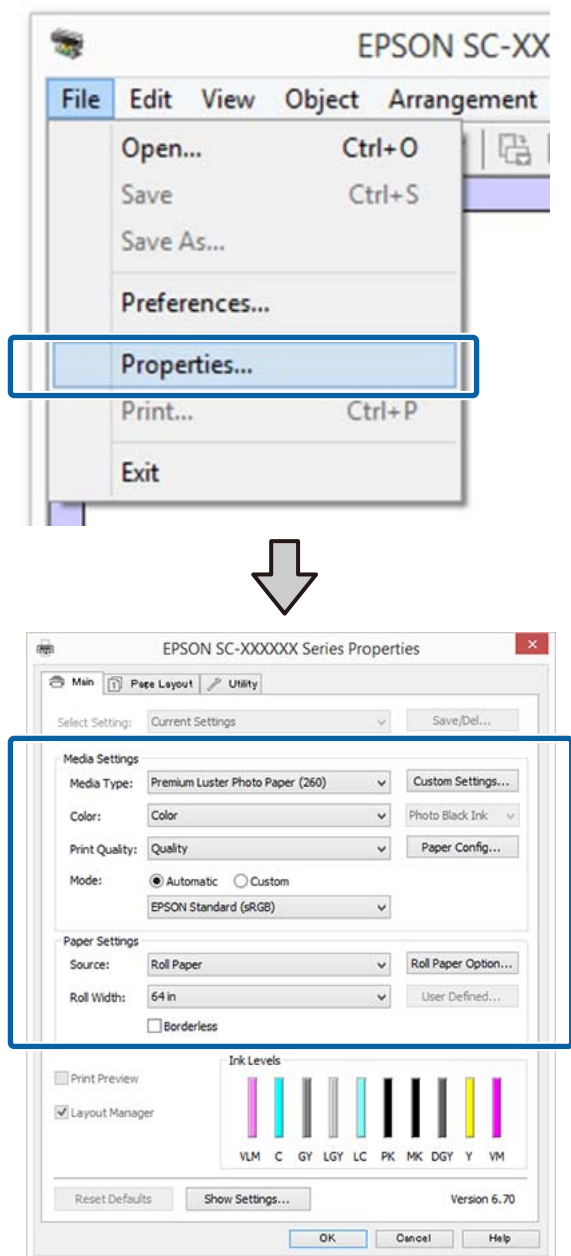 EPSON SC-XX
File Edit View Object Arrangement
Open... Ctrl+O
Save Ctrl+S
Save As...
Preferences...
Properties...
Print... Ctrl+P
Exit
EPSON SC-XXXXXX Series Properties
Main Page Layout Utility
Select Setting: Current Settings Save/Del...
Media Settings
Media Type: Premium Luster Photo Paper (260) Custom Settings...
Color: Color Photo Black Ink
Print Quality: Quality Paper Config...
Mode: Automatic Custom
EPSON Standard (sRGB)
Paper Settings
Source: Roll Paper Roll Paper Option...
Roll Width: 64 in User Defined...
Borderless
Ink Levels
Print Preview
Layout Manager
VLM C GY LGY LC PK MK DGY Y VM
Reset Defaults Show Settings... Version 6.70
OK Cancel Help